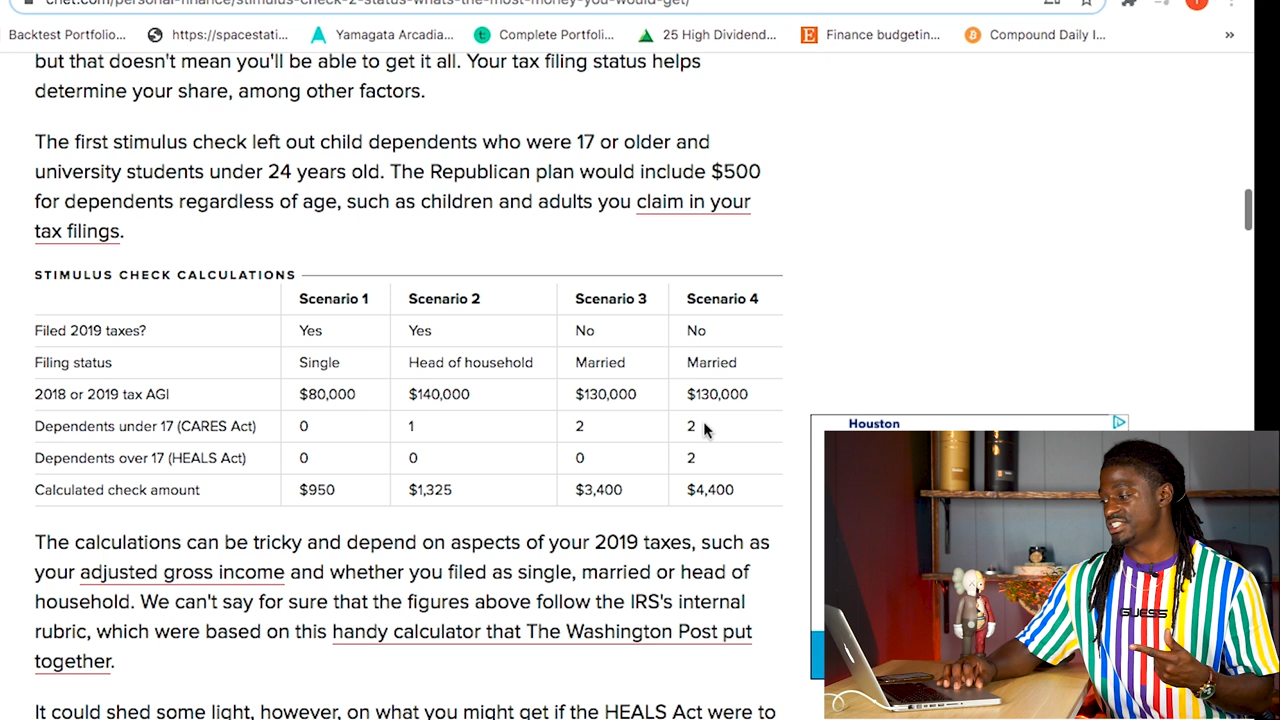 cnet.com/personal-finance/stimulus-check-2-status-whats-the-most-money-you-would-get/
Backtest Portfolio... https://spacestati... Yamagata Arcadia... Complete Portfoli... 25 High Dividend... Finance budgetin... Compound Daily I... »
but that doesn't mean you'll be able to get it all. Your tax filing status helps
determine your share, among other factors.
The first stimulus check left out child dependents who were 17 or older and
university students under 24 years old. The Republican plan would include $500
for dependents regardless of age, such as children and adults you claim in your
tax filings.
STIMULUS CHECK CALCULATIONS
Scenario 1 Scenario 2 Scenario 3 Scenario 4
Filed 2019 taxes? Yes Yes No No
Filing status Single Head of household Married Married
2018 or 2019 tax AGI $80,000 $140,000 $130,000 $130,000
Dependents under 17 (CARES Act) 0 1 2 2
Dependents over 17 (HEALS Act) 0 0 0 2
Calculated check amount $950 $1,325 $3,400 $4,400
The calculations can be tricky and depend on aspects of your 2019 taxes, such as
your adjusted gross income and whether you filed as single, married or head of
household. We can't say for sure that the figures above follow the IRS's internal
rubric, which were based on this handy calculator that The Washington Post put
together.
It could shed some light, however, on what you might get if the HEALS Act were to
Houston
GUESS